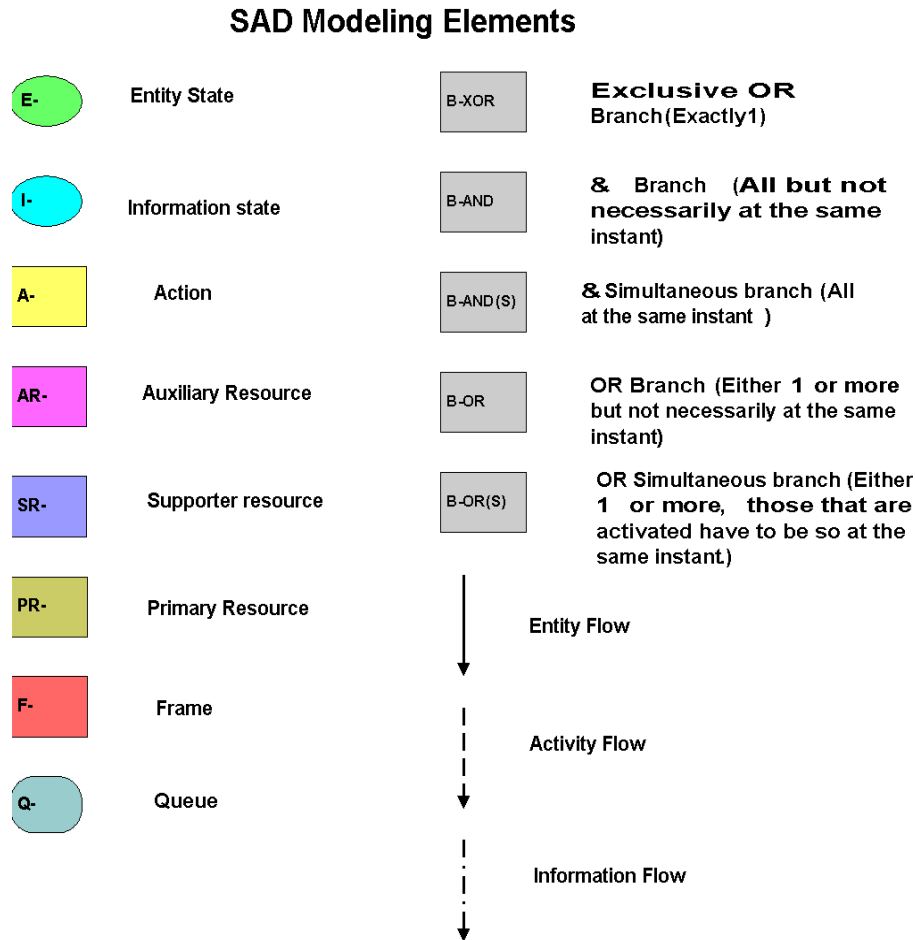 SAD Modeling Elements
E-
Entity State
I-
Information state
A-
Action
AR-
Auxiliary Resource
SR-
Supporter resource
PR-
Primary Resource
F-
Frame
Q-
Queue
B-XOR
Exclusive OR
Branch(Exactly1)
B-AND
& Branch (All but not
necessarily at the same
instant)
B-AND(S)
& Simultaneous branch (All
at the same instant )
B-OR
OR Branch (Either 1 or more
but not necessarily at the same
instant)
B-OR(S)
OR Simultaneous branch (Either
1 or more, those that are
activated have to be so at the
same instant.)
Entity Flow
Activity Flow
Information Flow